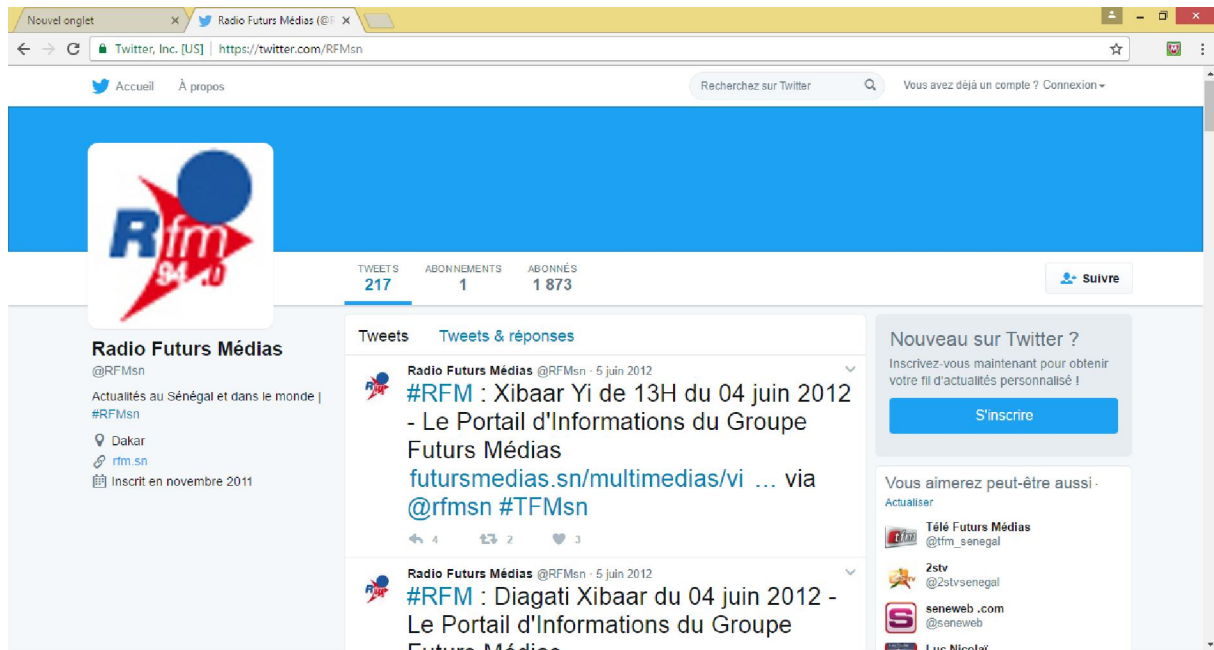 Nouvel onglet
Radio Futurs Médias (@R
Twitter, Inc. [US] https://twitter.com/RFMsn
Accueil À propos
Recherchez sur Twitter
Vous avez déjà un compte ? Connexion
Rfm
94.0
TWEETS ABONNEMENTS ABONNÉS
217 1 1 873
Suivre
Radio Futurs Médias
@RFMsn
Actualités au Sénégal et dans le monde |
#RFMsn
Dakar
rfm.sn
Inscrit en novembre 2011
Tweets Tweets & réponses
Radio Futurs Médias @RFMsn · 5 juin 2012
#RFM : Xibaar Yi de 13H du 04 juin 2012
- Le Portail d'Informations du Groupe
Futurs Médias
futursmedias.sn/multimedias/vi … via
@rfmsn #TFMsn
4 2 3
Radio Futurs Médias @RFMsn · 5 juin 2012
#RFM : Diagati Xibaar du 04 juin 2012 -
Le Portail d'Informations du Groupe
Futurs Médias
Nouveau sur Twitter ?
Inscrivez-vous maintenant pour obtenir
votre fil d'actualités personnalisé !
S'inscrire
Vous aimerez peut-être aussi ·
Actualiser
tfm
Télé Futurs Médias
@tfm_senegal
2stv
@2stvsenegal
S
seneweb .com
@seneweb
Luc Nicolaï